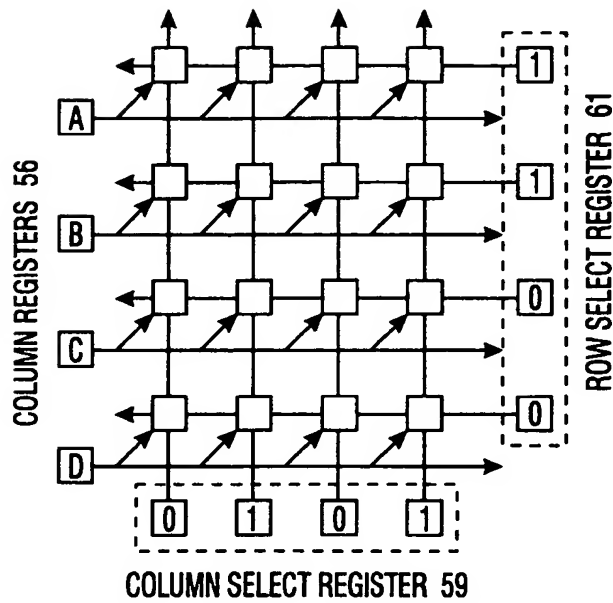 COLUMN REGISTERS 56
A
B
C
D
1
1
0
0
ROW SELECT REGISTER 61
0 1 0 1
COLUMN SELECT REGISTER 59